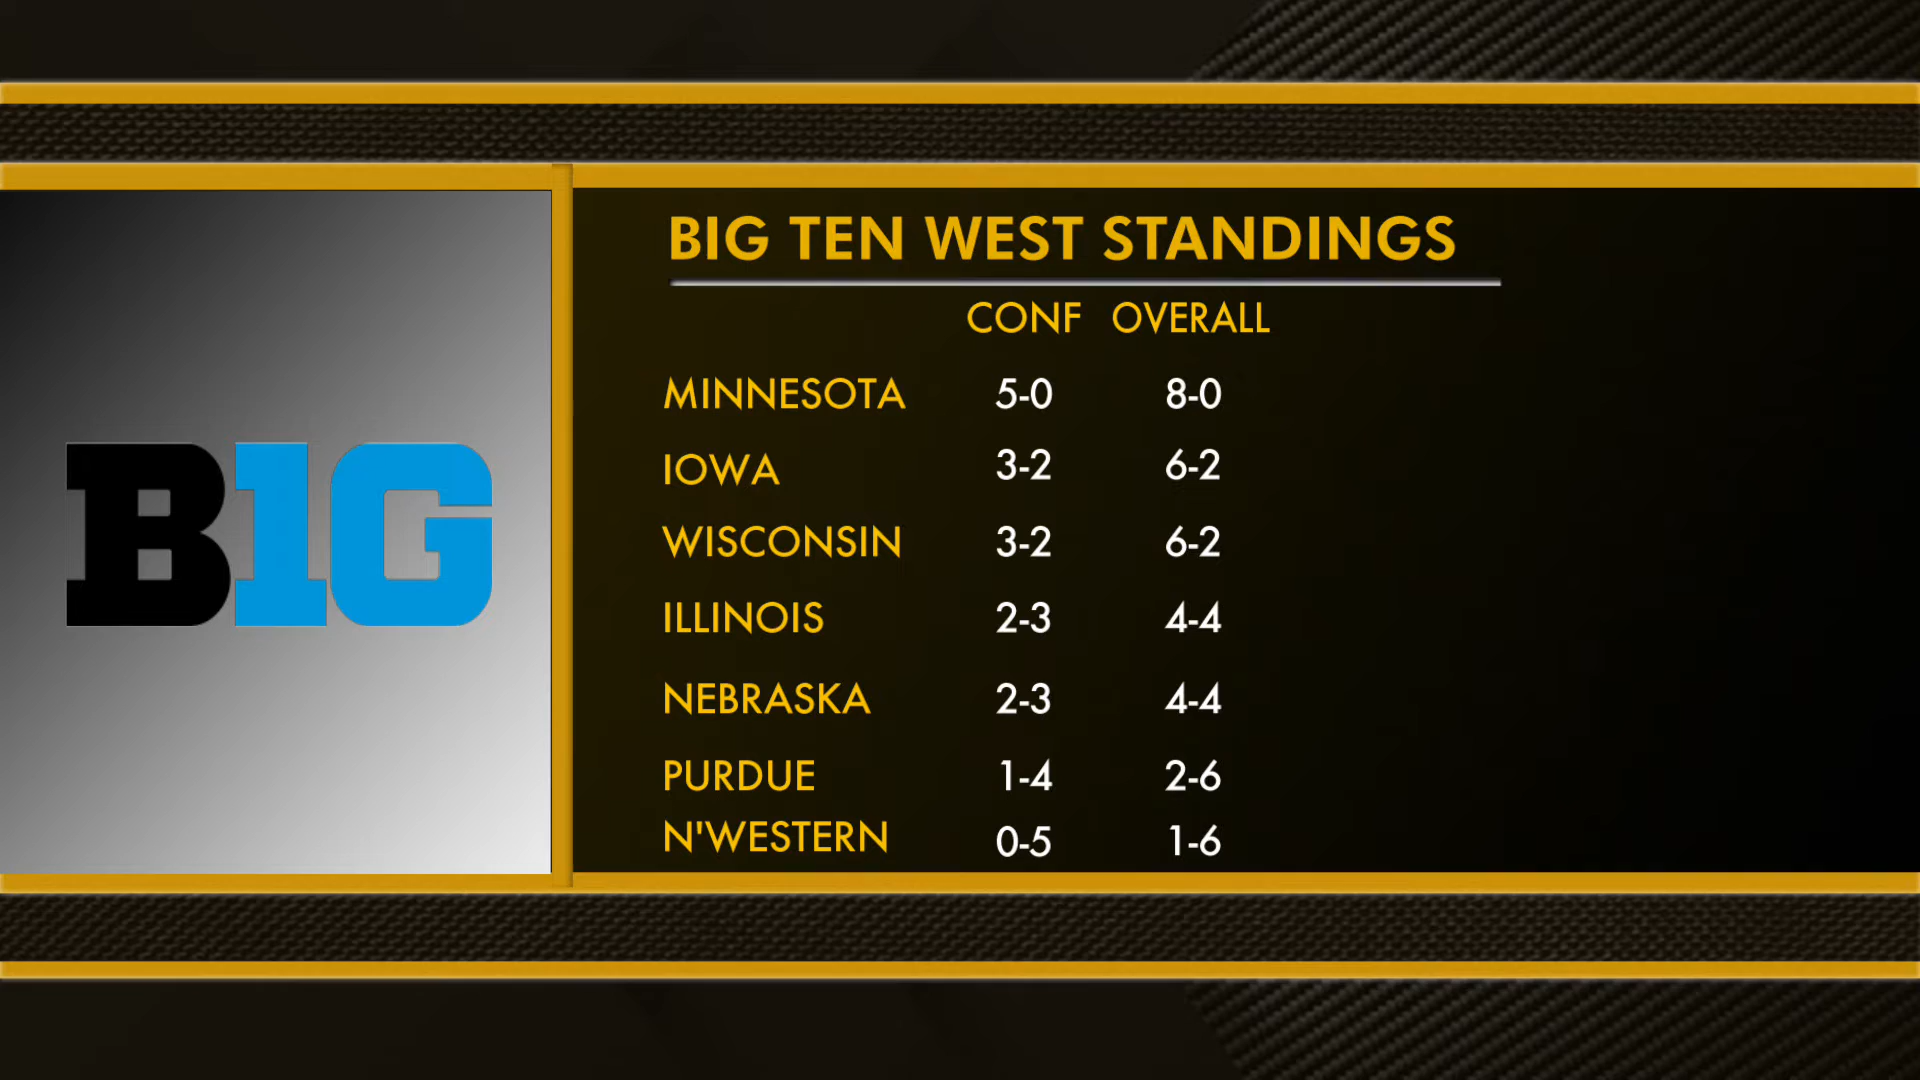 B1G
BIG TEN WEST STANDINGS
CONF OVERALL
MINNESOTA 5-0 8-0
IOWA 3-2 6-2
WISCONSIN 3-2 6-2
ILLINOIS 2-3 4-4
NEBRASKA 2-3 4-4
PURDUE 1-4 2-6
N'WESTERN 0-5 1-6